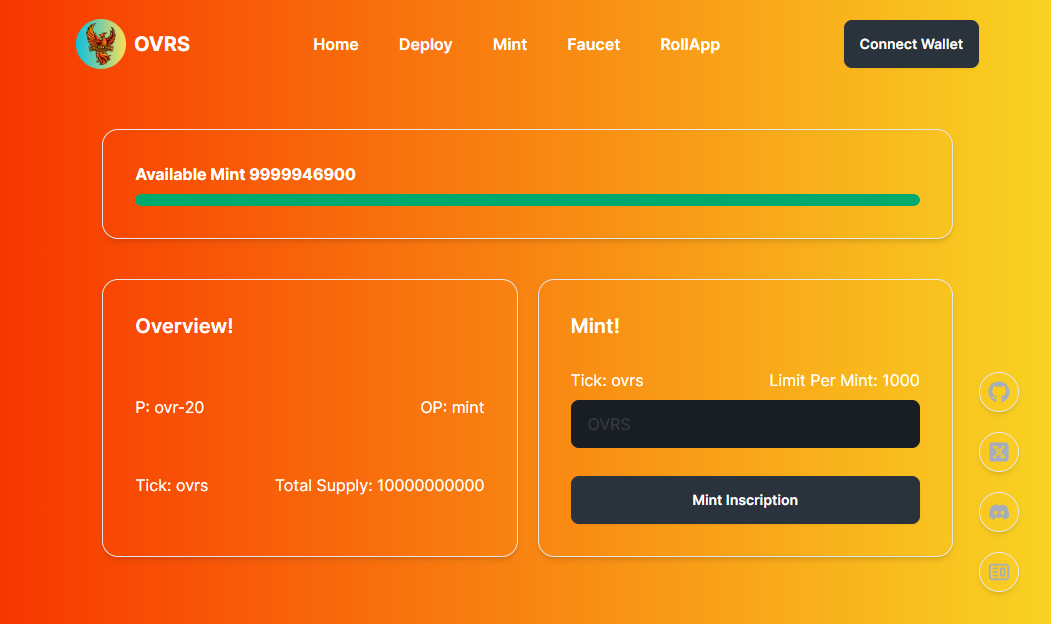 OVRS Home Deploy Mint Faucet RollApp Connect Wallet
Available Mint 9999946900
Overview!
P: ovr-20 OP: mint
Tick: ovrs Total Supply: 10000000000
Mint!
Tick: ovrs Limit Per Mint: 1000
OVRS
Mint Inscription